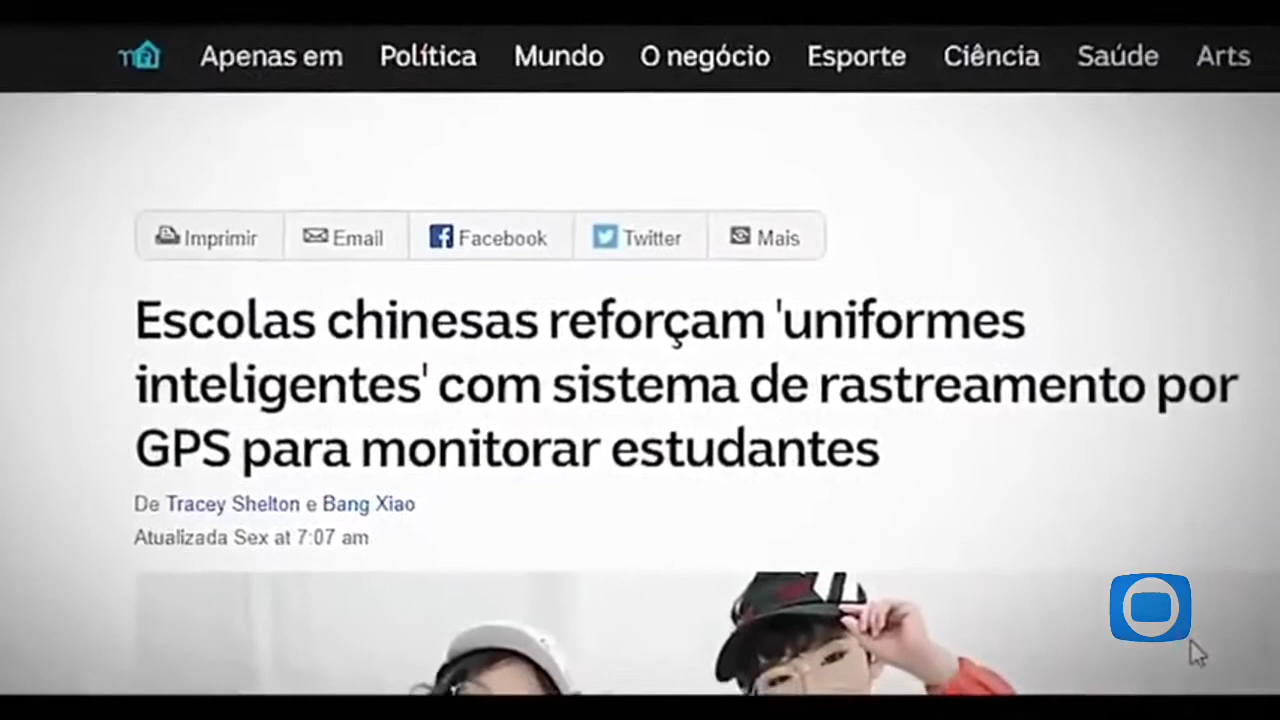 Apenas em Política Mundo O negócio Esporte Ciência Saúde Arts
Imprimir Email Facebook Twitter Mais
Escolas chinesas reforçam 'uniformes
inteligentes' com sistema de rastreamento por
GPS para monitorar estudantes
De Tracey Shelton e Bang Xiao
Atualizada Sex at 7:07 am